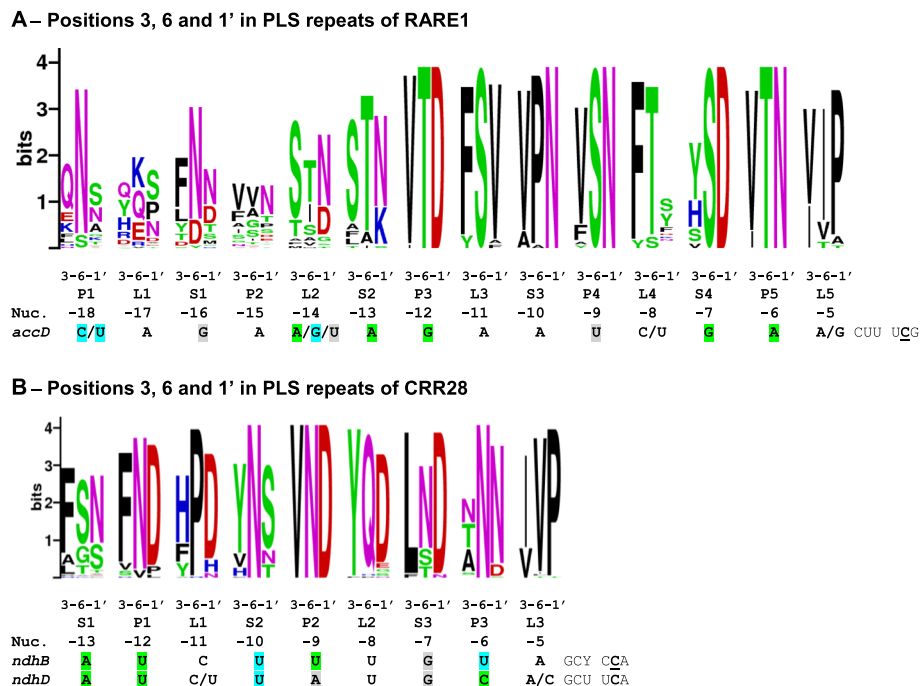 A – Positions 3, 6 and 1' in PLS repeats of RARE1
4
3
2
1
bits
3-6-1' 3-6-1' 3-6-1' 3-6-1' 3-6-1' 3-6-1' 3-6-1' 3-6-1' 3-6-1' 3-6-1' 3-6-1' 3-6-1' 3-6-1' 3-6-1'
P1 L1 S1 P2 L2 S2 P3 L3 S3 P4 L4 S4 P5 L5
Nuc. -18 -17 -16 -15 -14 -13 -12 -11 -10 -9 -8 -7 -6 -5
accD C/U A G A A/G/U A G A A U C/U G A A/G CUU UCG
B – Positions 3, 6 and 1' in PLS repeats of CRR28
4
3
2
1
bits
3-6-1' 3-6-1' 3-6-1' 3-6-1' 3-6-1' 3-6-1' 3-6-1' 3-6-1' 3-6-1'
S1 P1 L1 S2 P2 L2 S3 P3 L3
Nuc. -13 -12 -11 -10 -9 -8 -7 -6 -5
ndhB A U C U U U G U A GCY CCA
ndhD A U C/U U A U G C A/C GCU UCA